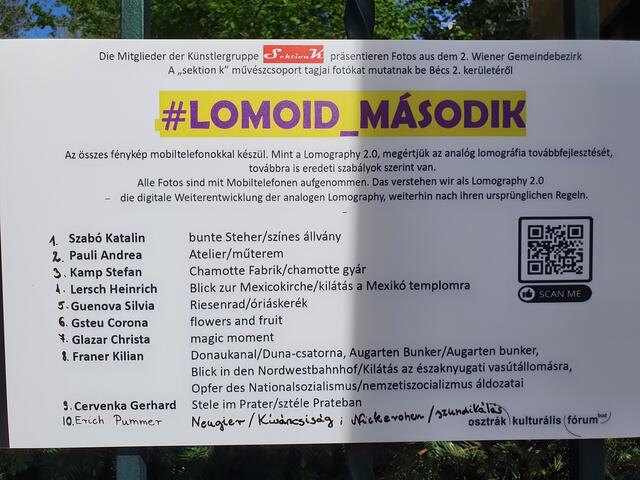 Die Mitglieder der Künstlergruppe Sektion K präsentieren Fotos aus dem 2. Wiener Gemeindebezirk
A „sektion k” művészcsoport tagjai fotókat mutatnak be Bécs 2. kerületéről
#LOMOID_MÁSODIK
Az összes fénykép mobiltelefonokkal készül. Mint a Lomography 2.0, megértjük az analóg lomográfia továbbfejlesztését,
továbbra is eredeti szabályok szerint van.
Alle Fotos sind mit Mobiltelefonen aufgenommen. Das verstehen wir als Lomography 2.0
– die digitale Weiterentwicklung der analogen Lomography, weiterhin nach ihren ursprünglichen Regeln.
–
1. Szabó Katalin bunte Steher/színes állvány
2. Pauli Andrea Atelier/műterem
3. Kamp Stefan Chamotte Fabrik/chamotte gyár
4. Lersch Heinrich Blick zur Mexicokirche/kilátás a Mexikó templomra
5. Guenova Silvia Riesenrad/óriáskerék
6. Gsteu Corona flowers and fruit
7. Glazar Christa magic moment
8. Franer Kilian Donaukanal/Duna-csatorna, Augarten Bunker/Augarten bunker,
Blick in den Nordwestbahnhof/Kilátás az északnyugati vasútállomásra,
Opfer des Nationalsozialismus/nemzetiszocializmus áldozatai
9. Cervenka Gerhard Stele im Prater/sztéle Prateban
10. Erich Pummer Neugier/Kíváncsiság; Nickerchen/szundikálás
SCAN ME
osztrák kulturális fórum bud